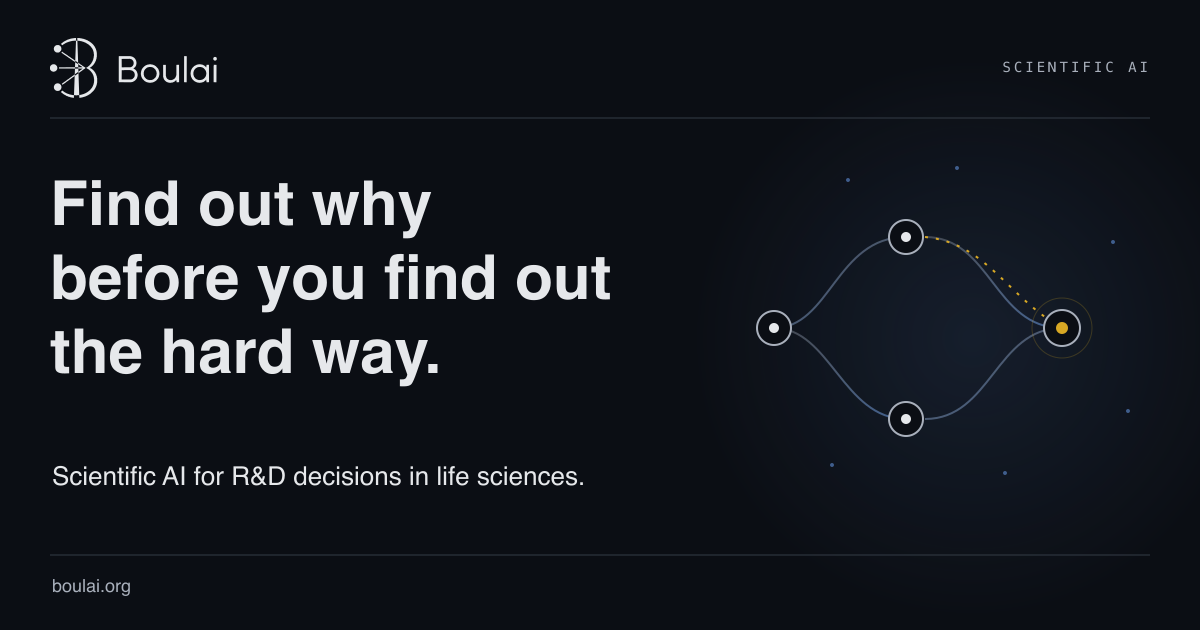 Boulai
SCIENTIFIC AI
Find out why
before you find out
the hard way.
Scientific AI for R&D decisions in life sciences.
boulai.org